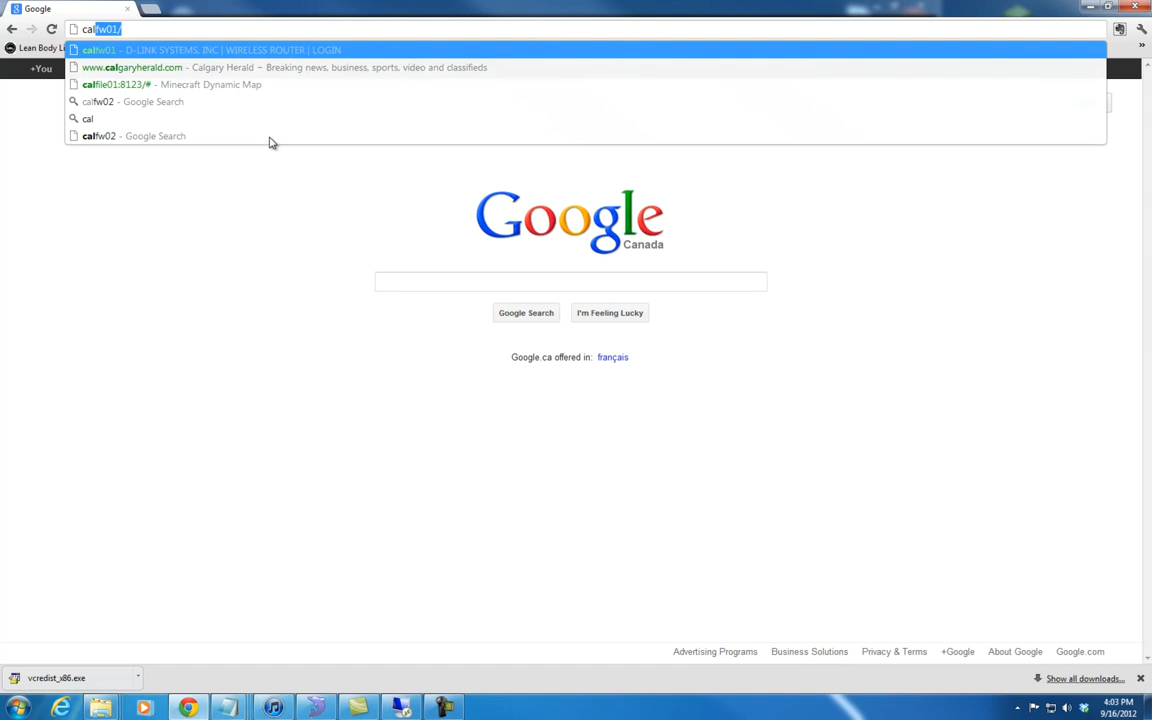 Google
calfw01/
Lean Body Li
calfw01 - D-LINK SYSTEMS, INC | WIRELESS ROUTER | LOGIN
+You
www.calgaryherald.com - Calgary Herald – Breaking news, business, sports, video and classifieds
calfile01:8123/# - Minecraft Dynamic Map
calfw02 - Google Search
cal
calfw02 - Google Search
Google
Canada
Google Search
I'm Feeling Lucky
Google.ca offered in: français
Advertising Programs
Business Solutions
Privacy & Terms
+Google
About Google
Google.com
vcredist_x86.exe
Show all downloads...
4:03 PM
9/16/2012